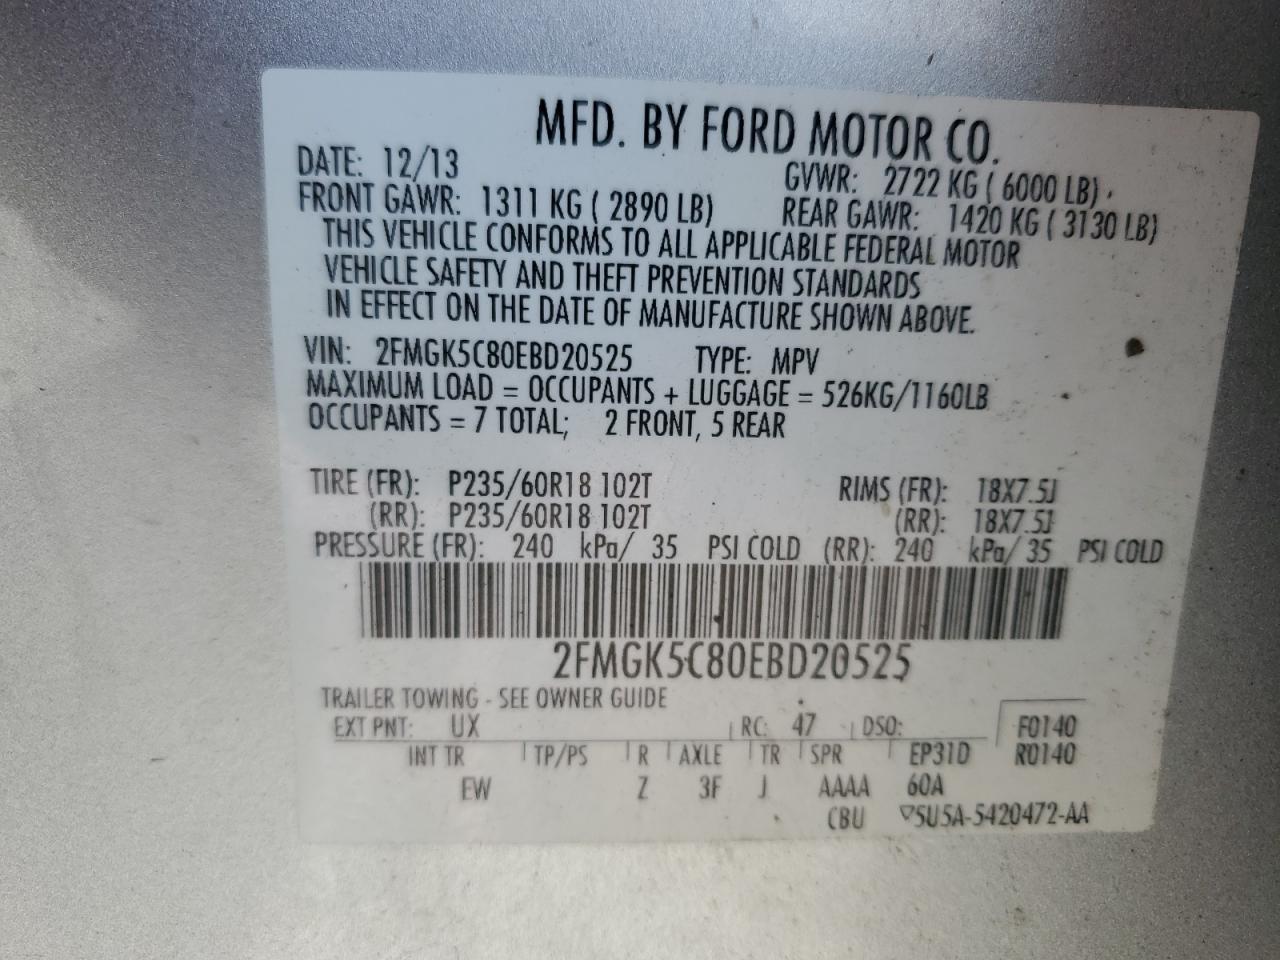 MFD. BY FORD MOTOR CO.
DATE: 12/13 GVWR: 2722 KG ( 6000 LB)
FRONT GAWR: 1311 KG ( 2890 LB) REAR GAWR: 1420 KG ( 3130 LB)
THIS VEHICLE CONFORMS TO ALL APPLICABLE FEDERAL MOTOR
VEHICLE SAFETY AND THEFT PREVENTION STANDARDS
IN EFFECT ON THE DATE OF MANUFACTURE SHOWN ABOVE.
VIN: 2FMGK5C80EBD20525 TYPE: MPV
MAXIMUM LOAD = OCCUPANTS + LUGGAGE = 526KG/1160LB
OCCUPANTS = 7 TOTAL; 2 FRONT, 5 REAR
TIRE (FR): P235/60R18 102T RIMS (FR): 18X7.5J
(RR): P235/60R18 102T (RR): 18X7.5J
PRESSURE (FR): 240 kPa/ 35 PSI COLD (RR): 240 kPa/ 35 PSI COLD
2FMGK5C80EBD20525
TRAILER TOWING - SEE OWNER GUIDE
EXT PNT: UX RC: 47 DSO: F0140
INT TR TP/PS R AXLE TR SPR EP31D R0140
EW Z 3F J AAAA 60A
CBU 5U5A-5420472-AA